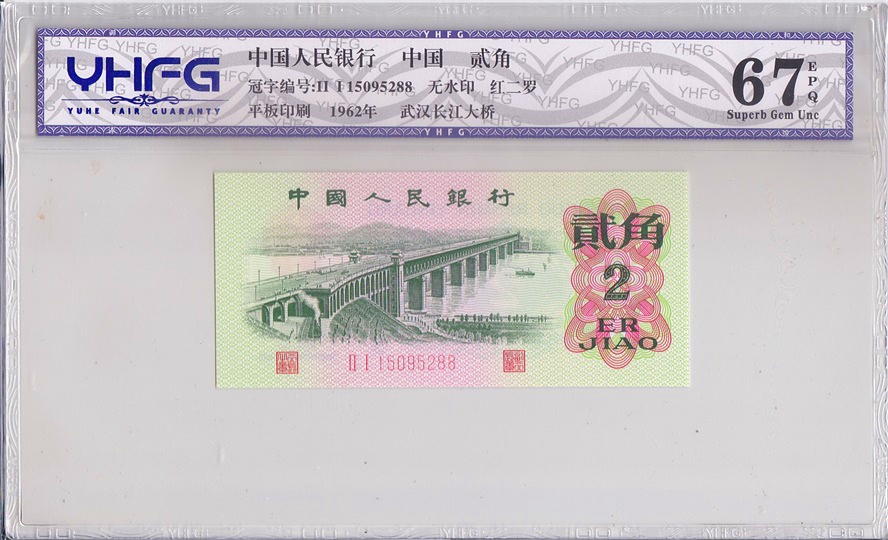 YHFG
YHFG
YUHE FAIR GUARANTY
中国人民银行 中国 贰角
冠字编号:II I 15095288 无水印 红二罗
平板印刷 1962年 武汉长江大桥
67 EPQ
Superb Gem Unc
YHFG
中國人民銀行
貳角
2
ER
JIAO
II I 15095288